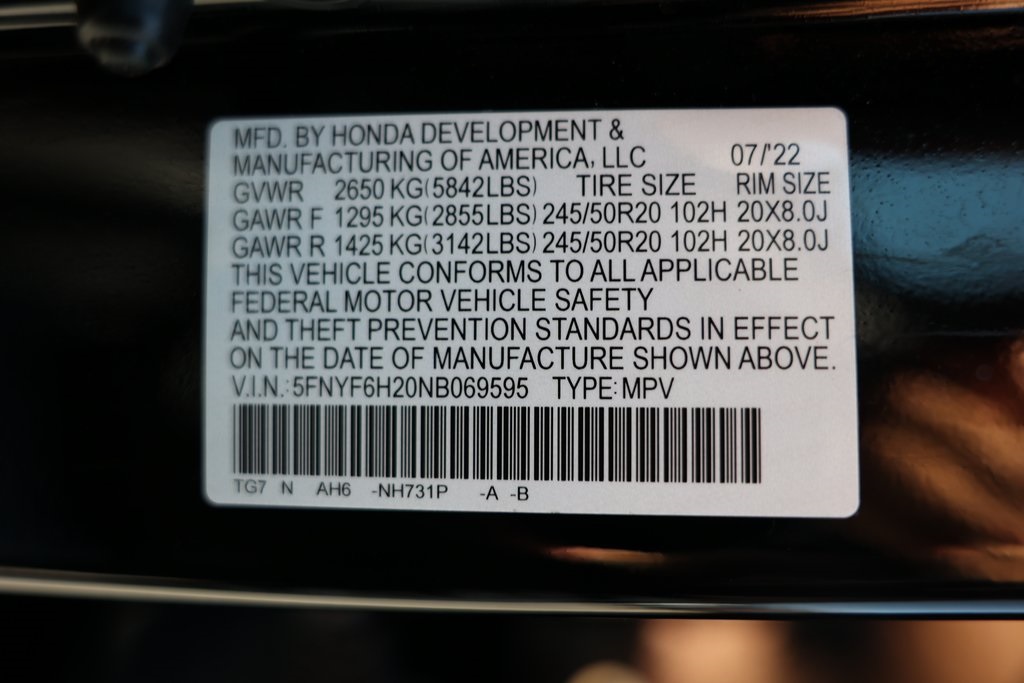 MFD. BY HONDA DEVELOPMENT &
MANUFACTURING OF AMERICA, LLC 07/'22
GVWR 2650 KG(5842LBS) TIRE SIZE RIM SIZE
GAWR F 1295 KG(2855LBS) 245/50R20 102H 20X8.0J
GAWR R 1425 KG(3142LBS) 245/50R20 102H 20X8.0J
THIS VEHICLE CONFORMS TO ALL APPLICABLE
FEDERAL MOTOR VEHICLE SAFETY
AND THEFT PREVENTION STANDARDS IN EFFECT
ON THE DATE OF MANUFACTURE SHOWN ABOVE.
V.I.N.:5FNYF6H20NB069595 TYPE:MPV
TG7 N AH6 -NH731P -A -B